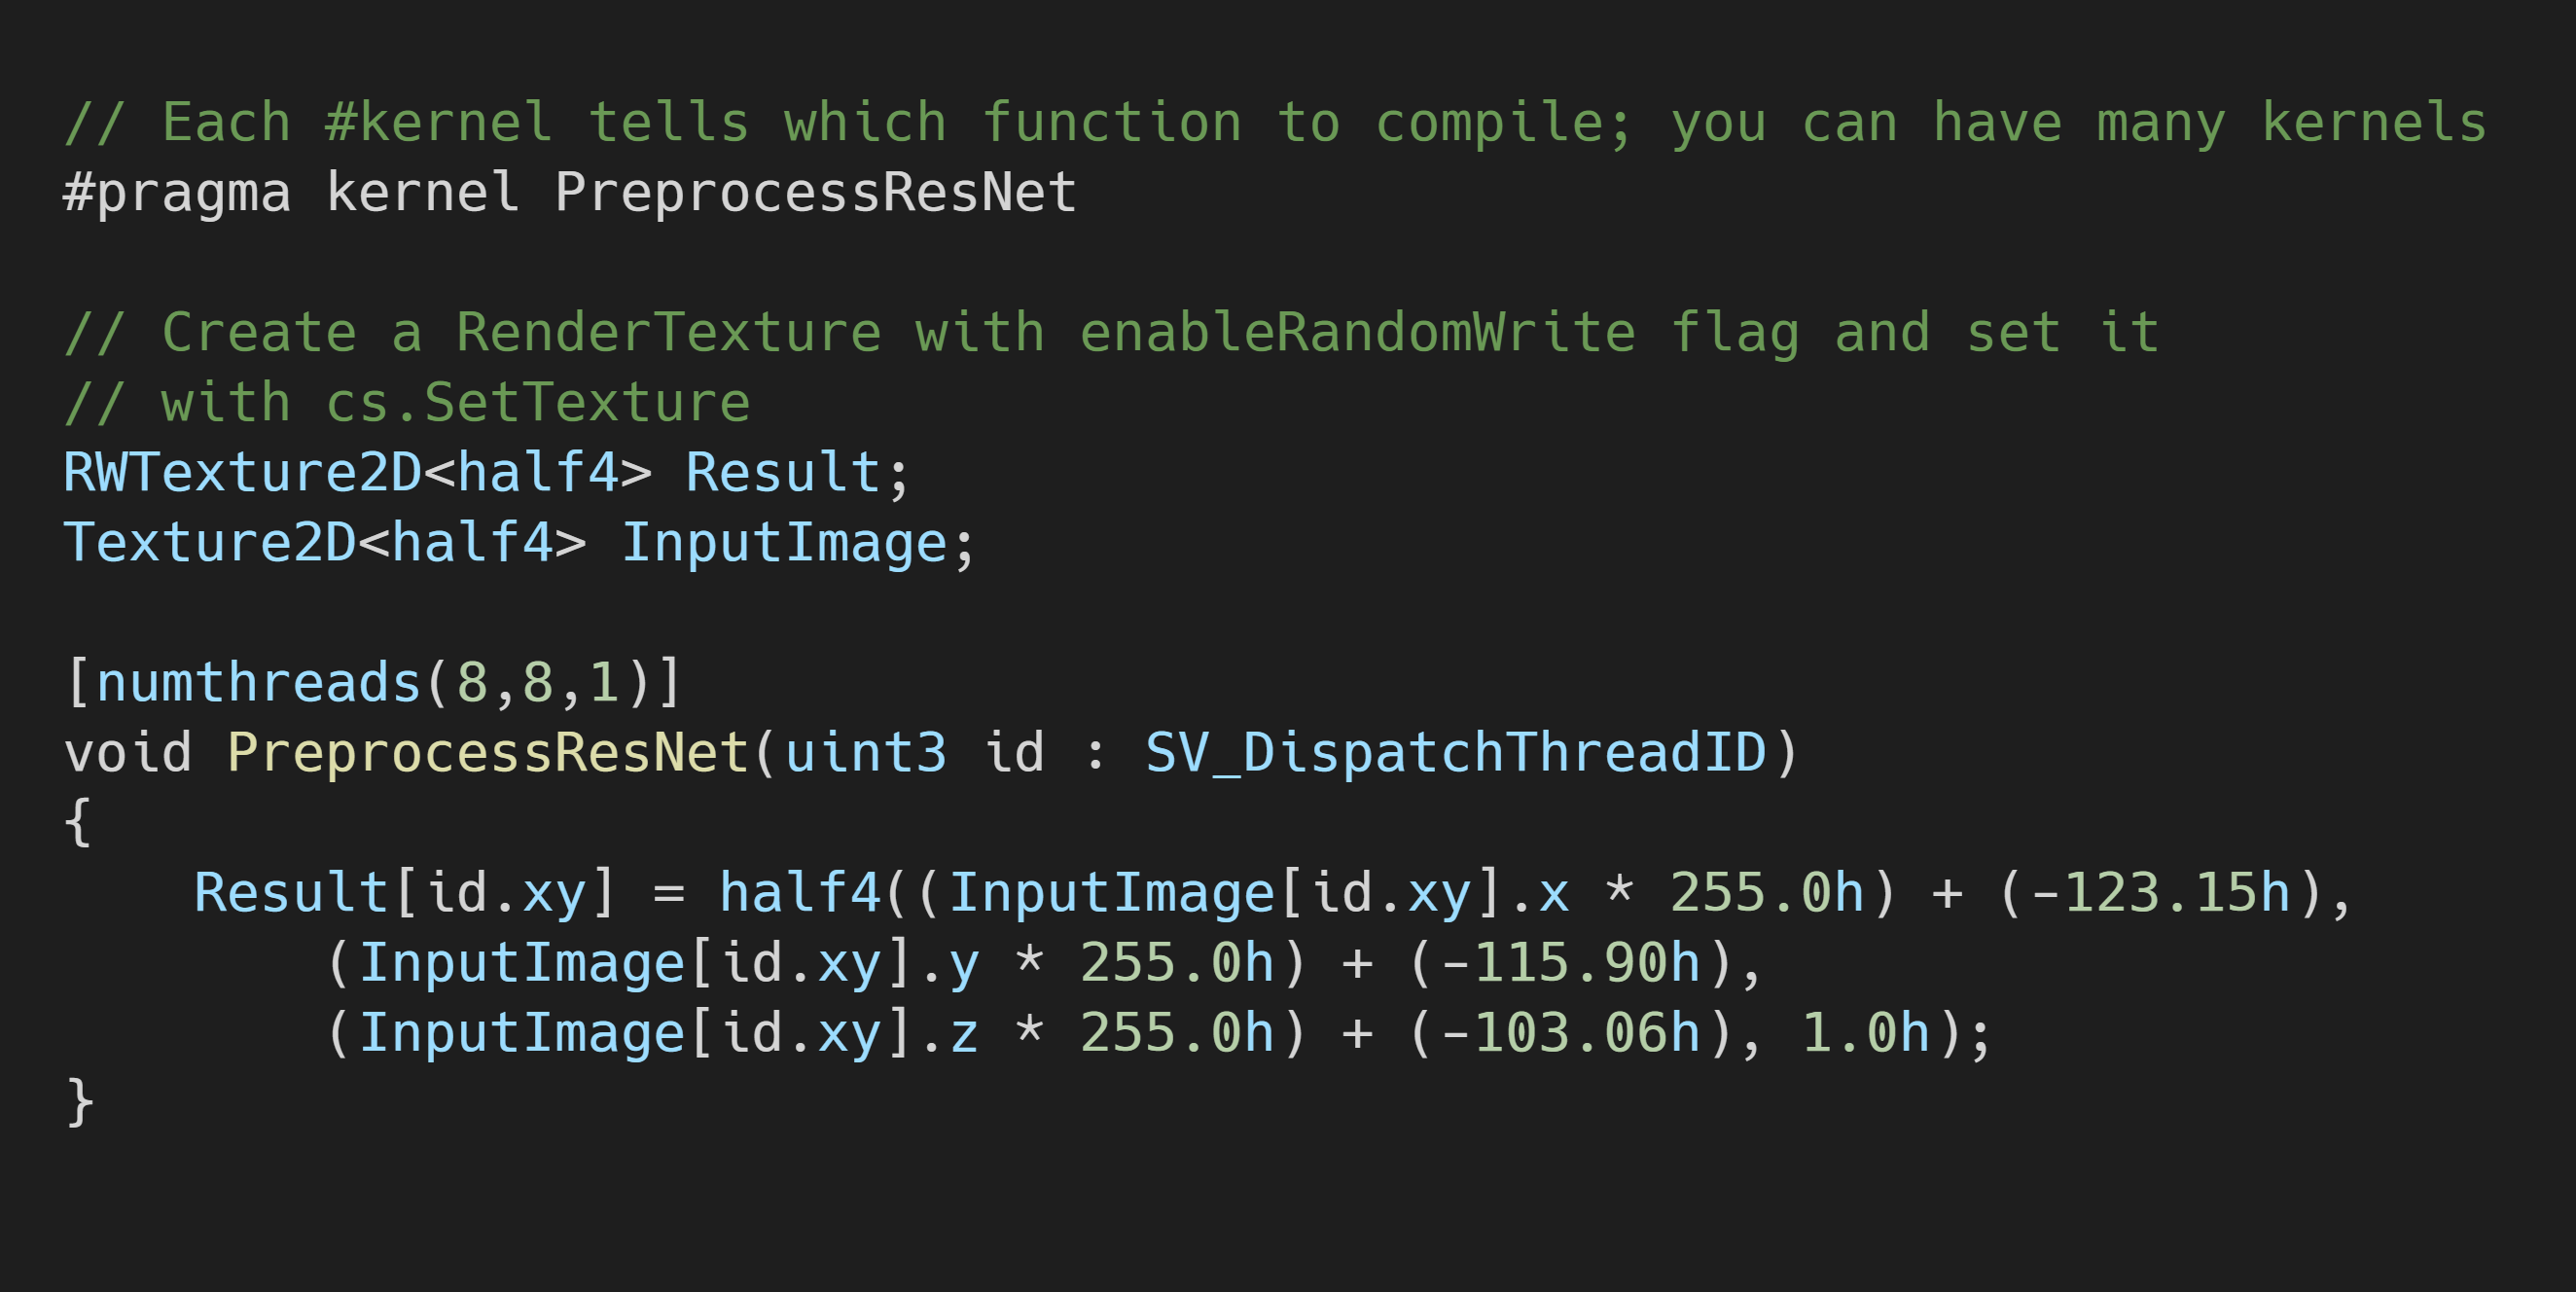 // Each #kernel tells which function to compile; you can have many kernels
#pragma kernel PreprocessResNet

// Create a RenderTexture with enableRandomWrite flag and set it
// with cs.SetTexture
RWTexture2D<half4> Result;
Texture2D<half4> InputImage;

[numthreads(8,8,1)]
void PreprocessResNet(uint3 id : SV_DispatchThreadID)
{
    Result[id.xy] = half4((InputImage[id.xy].x * 255.0h) + (-123.15h),
        (InputImage[id.xy].y * 255.0h) + (-115.90h),
        (InputImage[id.xy].z * 255.0h) + (-103.06h), 1.0h);
}